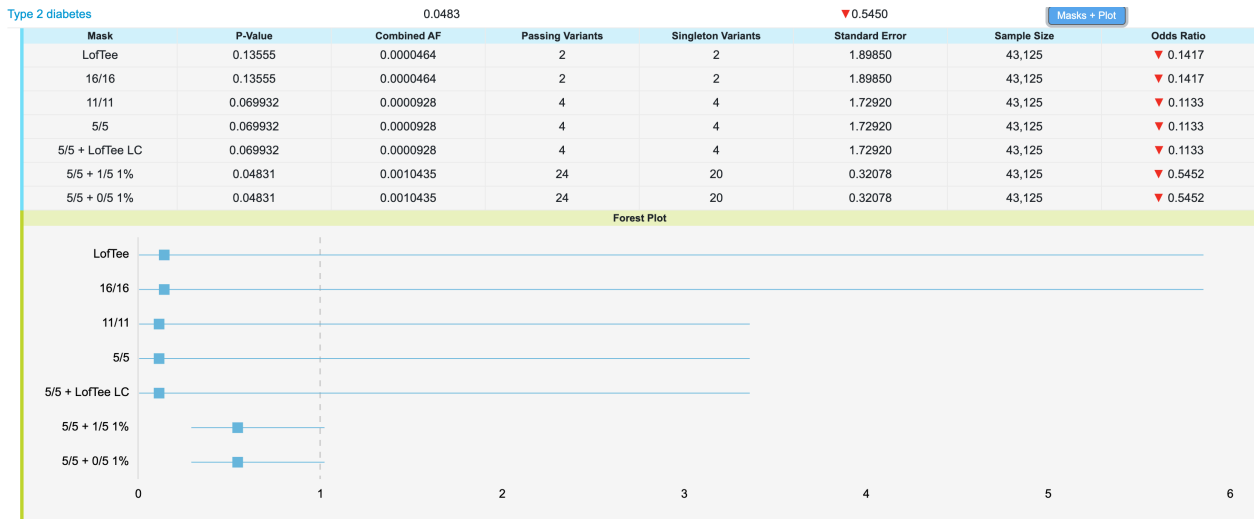 Type 2 diabetes 0.0483 ▼0.5450 Masks + Plot
Mask P-Value Combined AF Passing Variants Singleton Variants Standard Error Sample Size Odds Ratio
LofTee 0.13555 0.0000464 2 2 1.89850 43,125 ▼ 0.1417
16/16 0.13555 0.0000464 2 2 1.89850 43,125 ▼ 0.1417
11/11 0.069932 0.0000928 4 4 1.72920 43,125 ▼ 0.1133
5/5 0.069932 0.0000928 4 4 1.72920 43,125 ▼ 0.1133
5/5 + LofTee LC 0.069932 0.0000928 4 4 1.72920 43,125 ▼ 0.1133
5/5 + 1/5 1% 0.04831 0.0010435 24 20 0.32078 43,125 ▼ 0.5452
5/5 + 0/5 1% 0.04831 0.0010435 24 20 0.32078 43,125 ▼ 0.5452
Forest Plot
LofTee
16/16
11/11
5/5
5/5 + LofTee LC
5/5 + 1/5 1%
5/5 + 0/5 1%
0 1 2 3 4 5 6